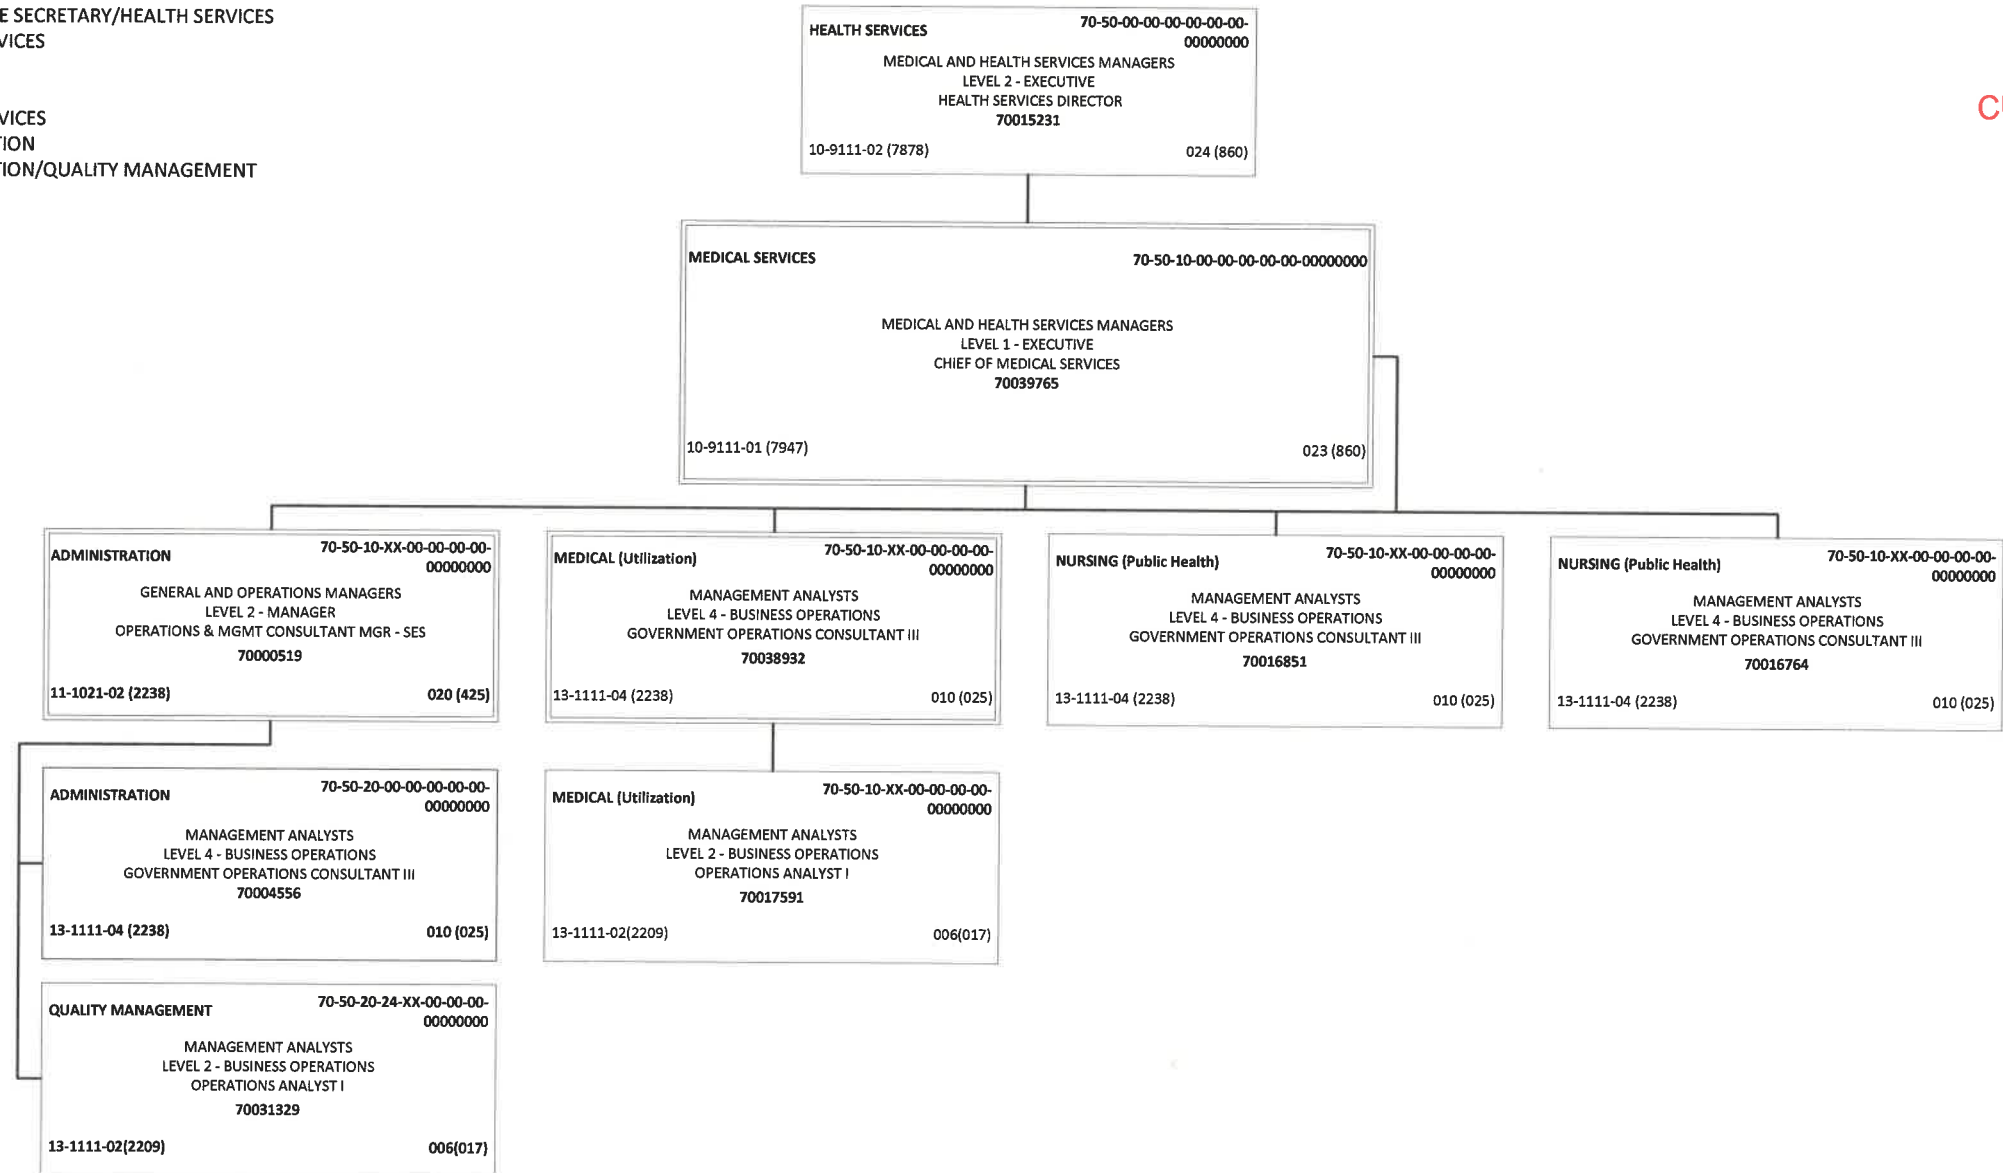 E SECRETARY/HEALTH SERVICES
VICES
VICES
TION
TION/QUALITY MANAGEMENT
HEALTH SERVICES
70-50-00-00-00-00-00-00-
00000000
MEDICAL AND HEALTH SERVICES MANAGERS
LEVEL 2 - EXECUTIVE
HEALTH SERVICES DIRECTOR
70015231
10-9111-02 (7878)
024 (860)
MEDICAL SERVICES
70-50-10-00-00-00-00-00-00000000
MEDICAL AND HEALTH SERVICES MANAGERS
LEVEL 1 - EXECUTIVE
CHIEF OF MEDICAL SERVICES
70039765
10-9111-01 (7947)
023 (860)
ADMINISTRATION
70-50-10-XX-00-00-00-00-
00000000
GENERAL AND OPERATIONS MANAGERS
LEVEL 2 - MANAGER
OPERATIONS & MGMT CONSULTANT MGR - SES
70000519
11-1021-02 (2238)
020 (425)
MEDICAL (Utilization)
70-50-10-XX-00-00-00-00-
00000000
MANAGEMENT ANALYSTS
LEVEL 4 - BUSINESS OPERATIONS
GOVERNMENT OPERATIONS CONSULTANT III
70038932
13-1111-04 (2238)
010 (025)
NURSING (Public Health)
70-50-10-XX-00-00-00-00-
00000000
MANAGEMENT ANALYSTS
LEVEL 4 - BUSINESS OPERATIONS
GOVERNMENT OPERATIONS CONSULTANT III
70016851
13-1111-04 (2238)
010 (025)
NURSING (Public Health)
70-50-10-XX-00-00-00-00-
00000000
MANAGEMENT ANALYSTS
LEVEL 4 - BUSINESS OPERATIONS
GOVERNMENT OPERATIONS CONSULTANT III
70016764
13-1111-04 (2238)
010 (025)
ADMINISTRATION
70-50-20-00-00-00-00-00-
00000000
MANAGEMENT ANALYSTS
LEVEL 4 - BUSINESS OPERATIONS
GOVERNMENT OPERATIONS CONSULTANT III
70004556
13-1111-04 (2238)
010 (025)
MEDICAL (Utilization)
70-50-10-XX-00-00-00-00-
00000000
MANAGEMENT ANALYSTS
LEVEL 2 - BUSINESS OPERATIONS
OPERATIONS ANALYST I
70017591
13-1111-02(2209)
006(017)
QUALITY MANAGEMENT
70-50-20-24-XX-00-00-00-
00000000
MANAGEMENT ANALYSTS
LEVEL 2 - BUSINESS OPERATIONS
OPERATIONS ANALYST I
70031329
13-1111-02(2209)
006(017)